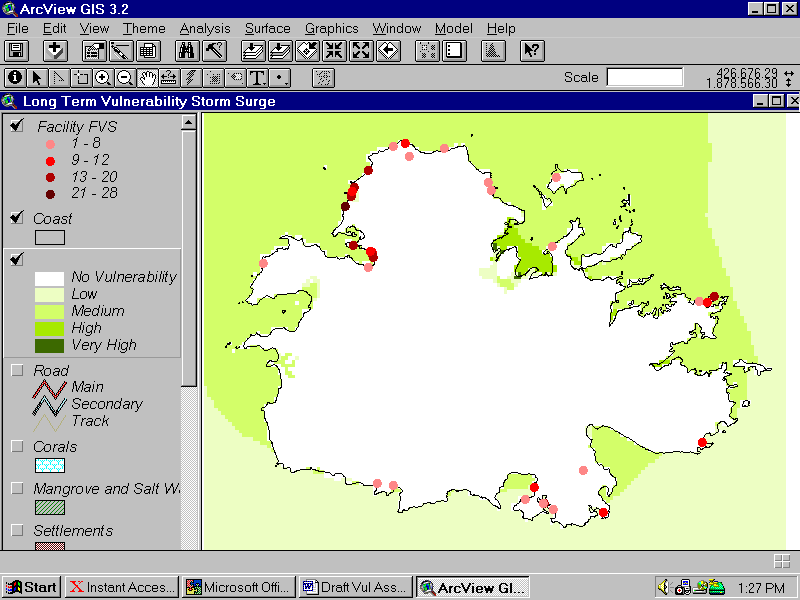 ArcView GIS 3.2
File Edit View Theme Analysis Surface Graphics Window Model Help
Scale 426,676.29
1,878,566.30
Long Term Vulnerability Storm Surge
Facility FVS
1 - 8
9 - 12
13 - 20
21 - 28
Coast
No Vulnerability
Low
Medium
High
Very High
Road
Main
Secondary
Track
Corals
Mangrove and Salt Wa
Settlements
Start Instant Acces... Microsoft Offi... Draft Vul Ass... ArcView GI... 1:27 PM